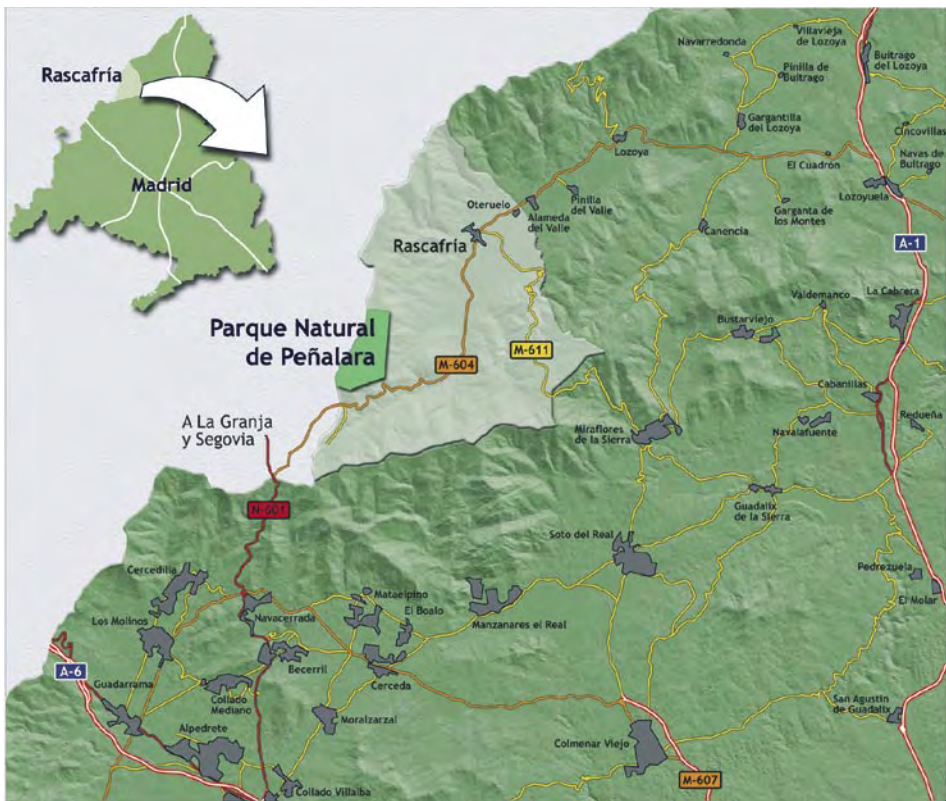 Rascafría
Madrid
Navarredonda
Villavieja
de Lozoya
Buitrago
del Lozoya
Pinilla de
Buitrago
Gargantilla
del Lozoya
Cincovillas
Lozoya
El Cuadrón
Navas de
Buitrago
Lozoyuela
Oteruelo
Pinilla
del Valle
Alameda
del Valle
Garganta de
los Montes
Rascafría
Canencia
A-1
Valdemanco
La Cabrera
Bustarviejo
Parque Natural
de Peñalara
M-604
M-611
Cabanillas
Redueña
A La Granja
y Segovia
Miraflores
de la Sierra
Navalafuente
N-601
Guadalix
de la Sierra
Soto del Real
Cercedilla
Mataelpino
El Boalo
Pedrezuela
El Molar
Los Molinos
Navacerrada
Manzanares el Real
A-6
Becerril
Cerceda
Guadarrama
Collado
Mediano
Moralzarzal
San Agustín
de Guadalix
Alpedrete
Colmenar Viejo
M-607
Collado Villalba